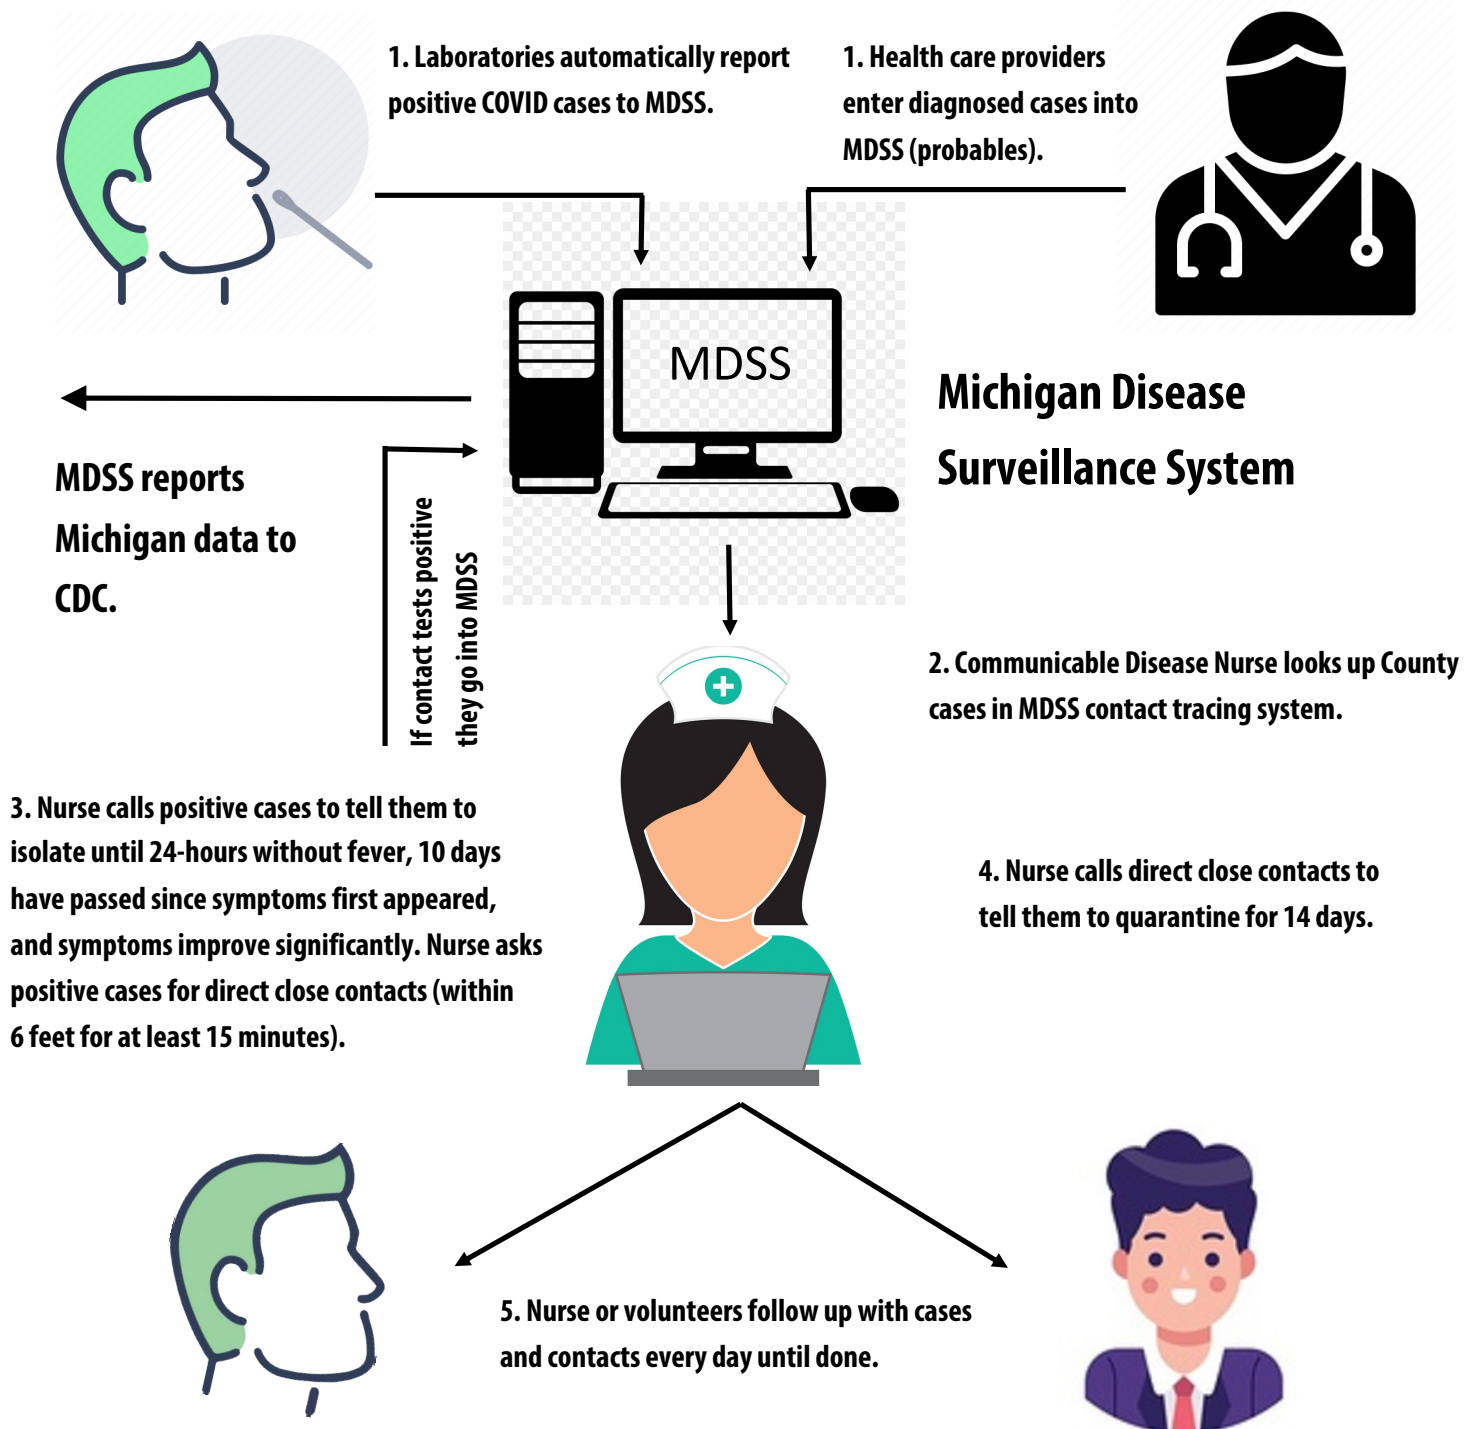 1. Laboratories automatically report
positive COVID cases to MDSS.
1. Health care providers
enter diagnosed cases into
MDSS (probables).
MDSS
Michigan Disease
Surveillance System
MDSS reports
Michigan data to
CDC.
If contact tests positive
they go into MDSS
2. Communicable Disease Nurse looks up County
cases in MDSS contact tracing system.
3. Nurse calls positive cases to tell them to
isolate until 24-hours without fever, 10 days
have passed since symptoms first appeared,
and symptoms improve significantly. Nurse asks
positive cases for direct close contacts (within
6 feet for at least 15 minutes).
4. Nurse calls direct close contacts to
tell them to quarantine for 14 days.
5. Nurse or volunteers follow up with cases
and contacts every day until done.